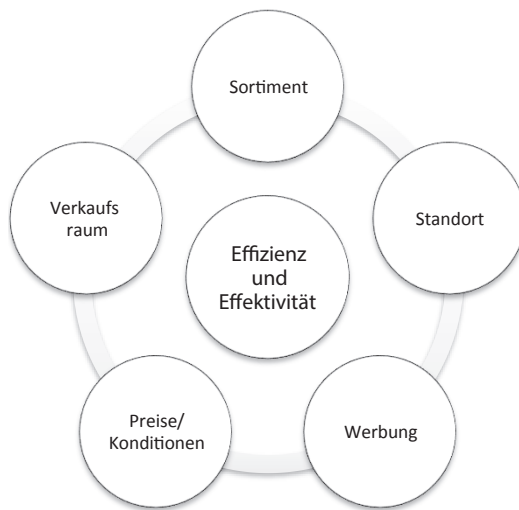 Sortiment
Verkaufs
raum
Standort
Effizienz
und
Effektivität
Preise/
Konditionen
Werbung